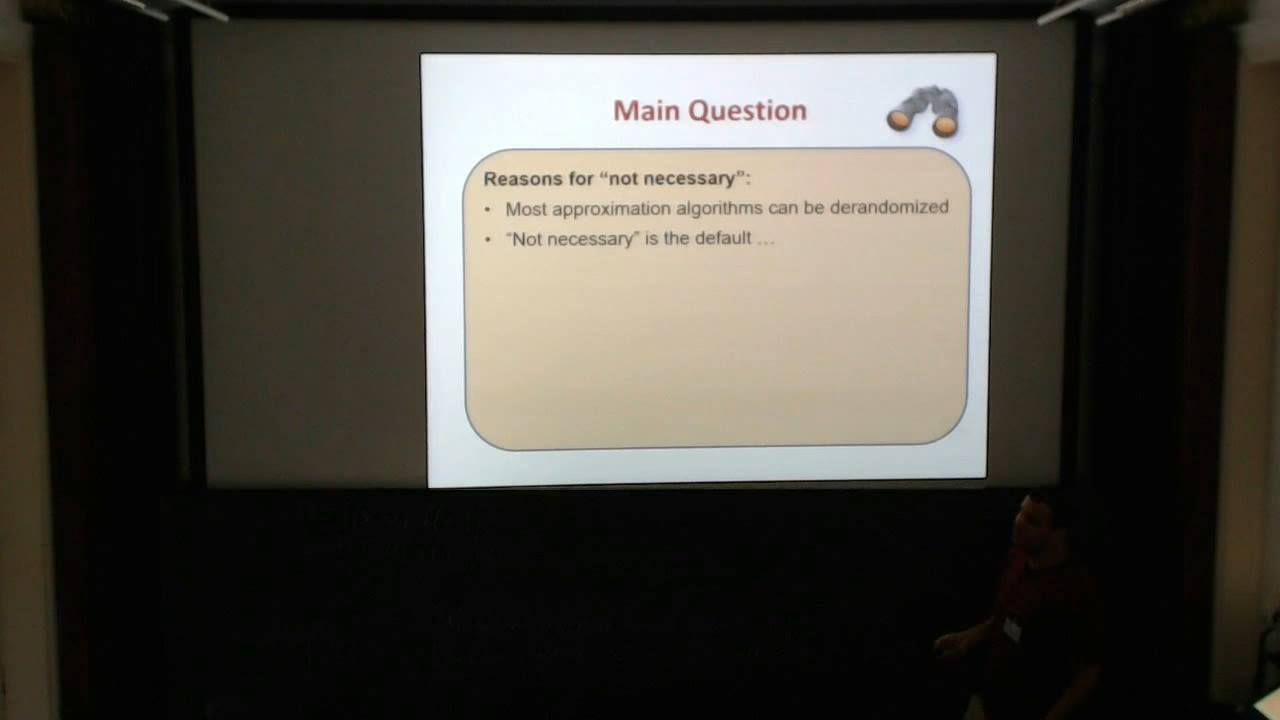 Main Question
Reasons for “not necessary”:
• Most approximation algorithms can be derandomized
• “Not necessary” is the default …